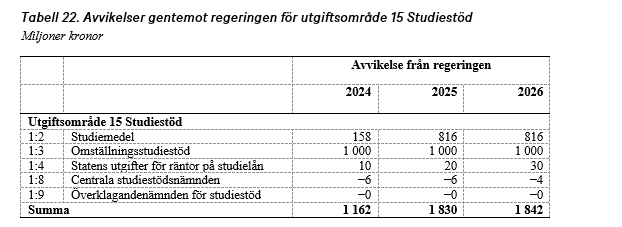 Tabell 22. Avvikelser gentemot regeringen för utgiftsområde 15 Studiestöd
Miljoner kronor
Avvikelse från regeringen
2024 2025 2026
Utgiftsområde 15 Studiestöd
1:2 Studiemedel 158 816 816
1:3 Omställningsstudiestöd 1 000 1 000 1 000
1:4 Statens utgifter för räntor på studielån 10 20 30
1:8 Centrala studiestödsnämnden −6 −6 −4
1:9 Överklagandenämnden för studiestöd −0 −0 −0
Summa 1 162 1 830 1 842